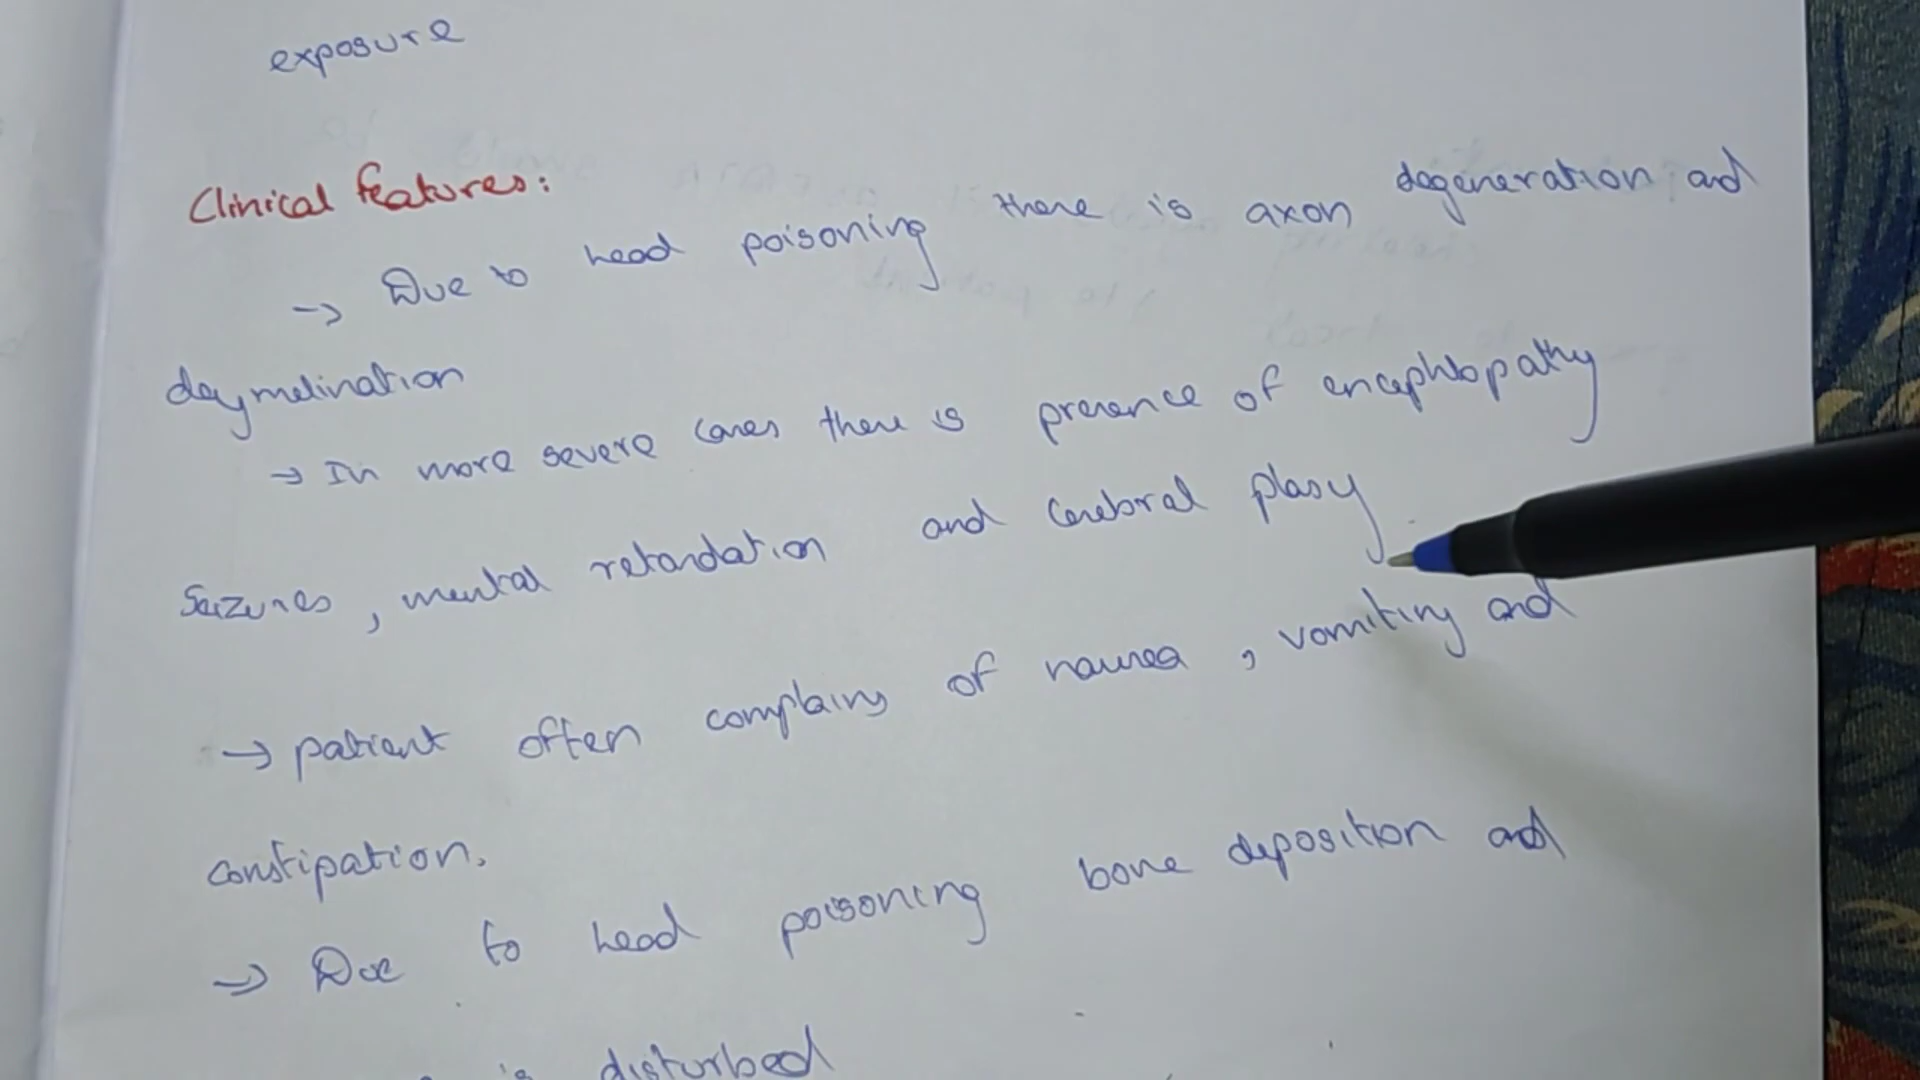 exposure
Clinical features:
→ Due to lead poisoning there is axon degeneration and
deymelination
→ In more severe cases there is presence of encephlopathy
Seizures, mental retardation and cerebral plasy
→ patient often complains of nausea, vomiting and
constipation.
→ Due to lead poisoning bone deposition and
is disturbed